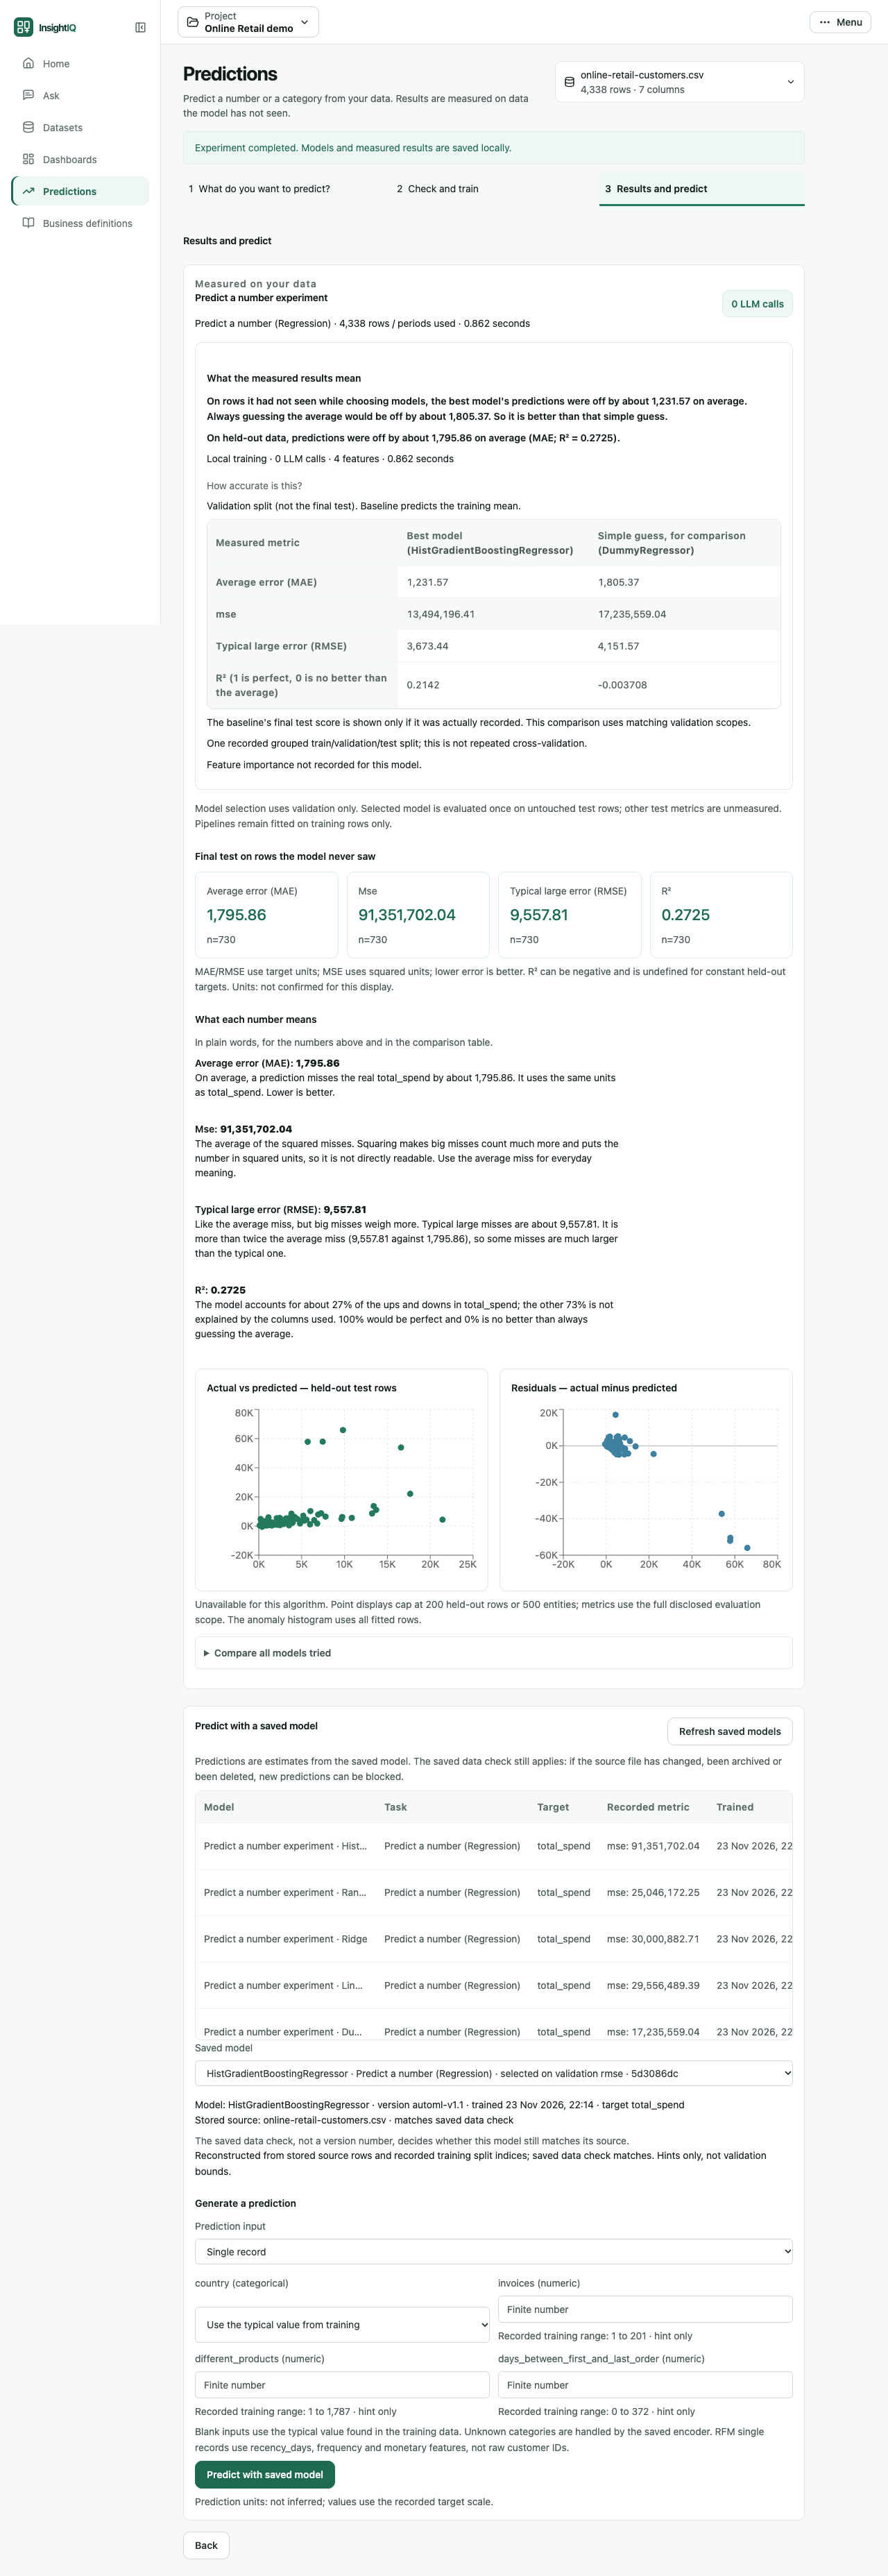 InsightIQ
Home
Ask
Datasets
Dashboards
Predictions
Business definitions
Project
Online Retail demo
Menu
Predictions
Predict a number or a category from your data. Results are measured on data
the model has not seen.
online-retail-customers.csv
4,338 rows · 7 columns
Experiment completed. Models and measured results are saved locally.
1 What do you want to predict?
2 Check and train
3 Results and predict
Results and predict
Measured on your data
Predict a number experiment
0 LLM calls
Predict a number (Regression) · 4,338 rows / periods used · 0.862 seconds
What the measured results mean
On rows it had not seen while choosing models, the best model's predictions were off by about 1,231.57 on average.
Always guessing the average would be off by about 1,805.37. So it is better than that simple guess.
On held-out data, predictions were off by about 1,795.86 on average (MAE; R² = 0.2725).
Local training · 0 LLM calls · 4 features · 0.862 seconds
How accurate is this?
Validation split (not the final test). Baseline predicts the training mean.
Measured metric
Best model
(HistGradientBoostingRegressor)
Simple guess, for comparison
(DummyRegressor)
Average error (MAE) 1,231.57 1,805.37
mse 13,494,196.41 17,235,559.04
Typical large error (RMSE) 3,673.44 4,151.57
R² (1 is perfect, 0 is no better than
the average)
0.2142 -0.003708
The baseline's final test score is shown only if it was actually recorded. This comparison uses matching validation scopes.
One recorded grouped train/validation/test split; this is not repeated cross-validation.
Feature importance not recorded for this model.
Model selection uses validation only. Selected model is evaluated once on untouched test rows; other test metrics are unmeasured.
Pipelines remain fitted on training rows only.
Final test on rows the model never saw
Average error (MAE)
1,795.86
n=730
Mse
91,351,702.04
n=730
Typical large error (RMSE)
9,557.81
n=730
R²
0.2725
n=730
MAE/RMSE use target units; MSE uses squared units; lower error is better. R² can be negative and is undefined for constant held-out
targets. Units: not confirmed for this display.
What each number means
In plain words, for the numbers above and in the comparison table.
Average error (MAE): 1,795.86
On average, a prediction misses the real total_spend by about 1,795.86. It uses the same units
as total_spend. Lower is better.
Mse: 91,351,702.04
The average of the squared misses. Squaring makes big misses count much more and puts the
number in squared units, so it is not directly readable. Use the average miss for everyday
meaning.
Typical large error (RMSE): 9,557.81
Like the average miss, but big misses weigh more. Typical large misses are about 9,557.81. It is
more than twice the average miss (9,557.81 against 1,795.86), so some misses are much larger
than the typical one.
R²: 0.2725
The model accounts for about 27% of the ups and downs in total_spend; the other 73% is not
explained by the columns used. 100% would be perfect and 0% is no better than always
guessing the average.
Actual vs predicted — held-out test rows
80K
60K
40K
20K
0K
-20K
0K 5K 10K 15K 20K 25K
Residuals — actual minus predicted
20K
0K
-20K
-40K
-60K
-20K 0K 20K 40K 60K 80K
Unavailable for this algorithm. Point displays cap at 200 held-out rows or 500 entities; metrics use the full disclosed evaluation
scope. The anomaly histogram uses all fitted rows.
Compare all models tried
Predict with a saved model
Refresh saved models
Predictions are estimates from the saved model. The saved data check still applies: if the source file has changed, been archived or
been deleted, new predictions can be blocked.
Model Task Target Recorded metric Trained
Predict a number experiment · Hist... Predict a number (Regression) total_spend mse: 91,351,702.04 23 Nov 2026, 22
Predict a number experiment · Ran... Predict a number (Regression) total_spend mse: 25,046,172.25 23 Nov 2026, 22
Predict a number experiment · Ridge Predict a number (Regression) total_spend mse: 30,000,882.71 23 Nov 2026, 22
Predict a number experiment · Lin... Predict a number (Regression) total_spend mse: 29,556,489.39 23 Nov 2026, 22
Predict a number experiment · Du... Predict a number (Regression) total_spend mse: 17,235,559.04 23 Nov 2026, 22
Saved model
HistGradientBoostingRegressor · Predict a number (Regression) · selected on validation rmse · 5d3086dc
Model: HistGradientBoostingRegressor · version automl-v1.1 · trained 23 Nov 2026, 22:14 · target total_spend
Stored source: online-retail-customers.csv · matches saved data check
The saved data check, not a version number, decides whether this model still matches its source.
Reconstructed from stored source rows and recorded training split indices; saved data check matches. Hints only, not validation
bounds.
Generate a prediction
Prediction input
Single record
country (categorical)
Use the typical value from training
invoices (numeric)
Finite number
Recorded training range: 1 to 201 · hint only
different_products (numeric)
Finite number
Recorded training range: 1 to 1,787 · hint only
days_between_first_and_last_order (numeric)
Finite number
Recorded training range: 0 to 372 · hint only
Blank inputs use the typical value found in the training data. Unknown categories are handled by the saved encoder. RFM single
records use recency_days, frequency and monetary features, not raw customer IDs.
Predict with saved model
Prediction units: not inferred; values use the recorded target scale.
Back